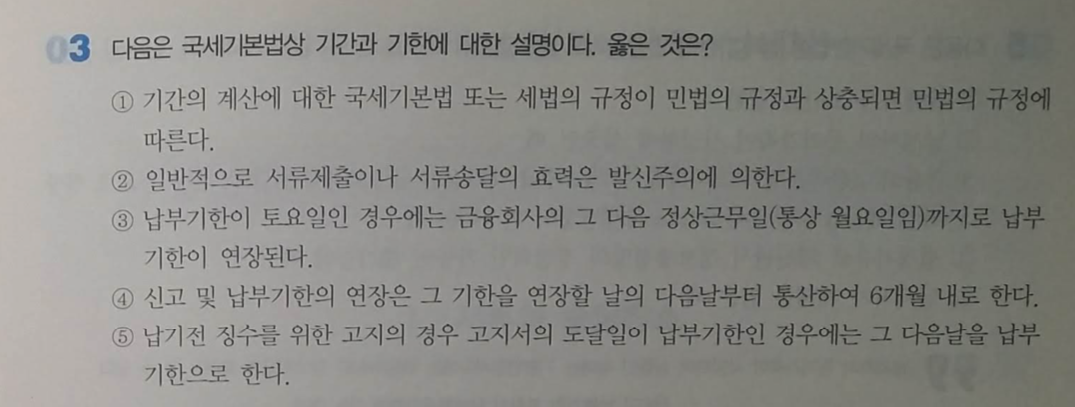 03 다음은 국세기본법상 기간과 기한에 대한 설명이다. 옳은 것은?
① 기간의 계산에 대한 국세기본법 또는 세법의 규정이 민법의 규정과 상충되면 민법의 규정에
따른다.
② 일반적으로 서류제출이나 서류송달의 효력은 발신주의에 의한다.
③ 납부기한이 토요일인 경우에는 금융회사의 그 다음 정상근무일(통상 월요일임)까지로 납부
기한이 연장된다.
④ 신고 및 납부기한의 연장은 그 기한을 연장할 날의 다음날부터 통산하여 6개월 내로 한다.
⑤ 납기전 징수를 위한 고지의 경우 고지서의 도달일이 납부기한인 경우에는 그 다음날을 납부
기한으로 한다.